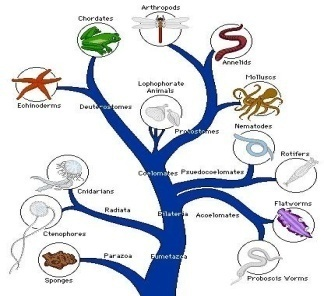 Arthropods
Chordates
Annelids
Lophophorate
Animals
Molluscs
Echinoderms
Deuterostomes
Protostomes
Nematodes
Rotifers
Coelomates
Psuedocoelomates
Cnidarians
Radiata
Bilateria
Acoelomates
Flatworms
Ctenophores
Parazoa
Eumetazoa
Sponges
Proboscis Worms